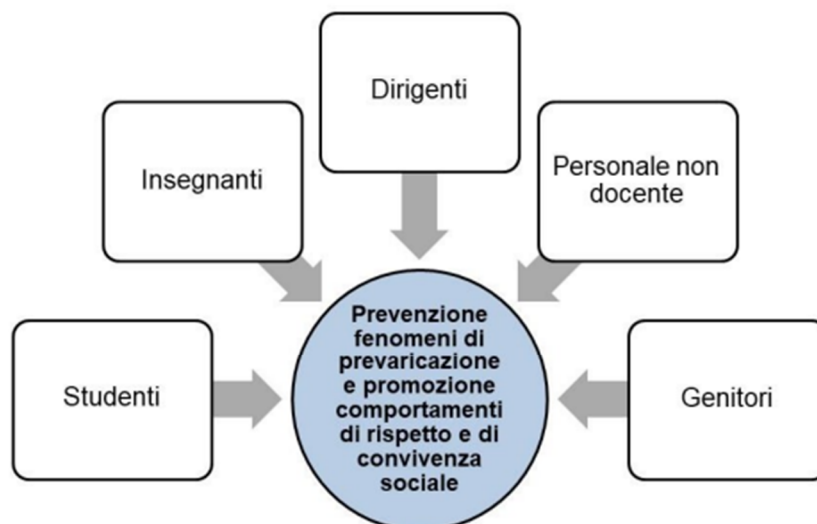 Dirigenti
Insegnanti
Personale non
docente
Studenti
Prevenzione
fenomeni di
prevaricazione
e promozione
comportamenti
di rispetto e di
convivenza
sociale
Genitori